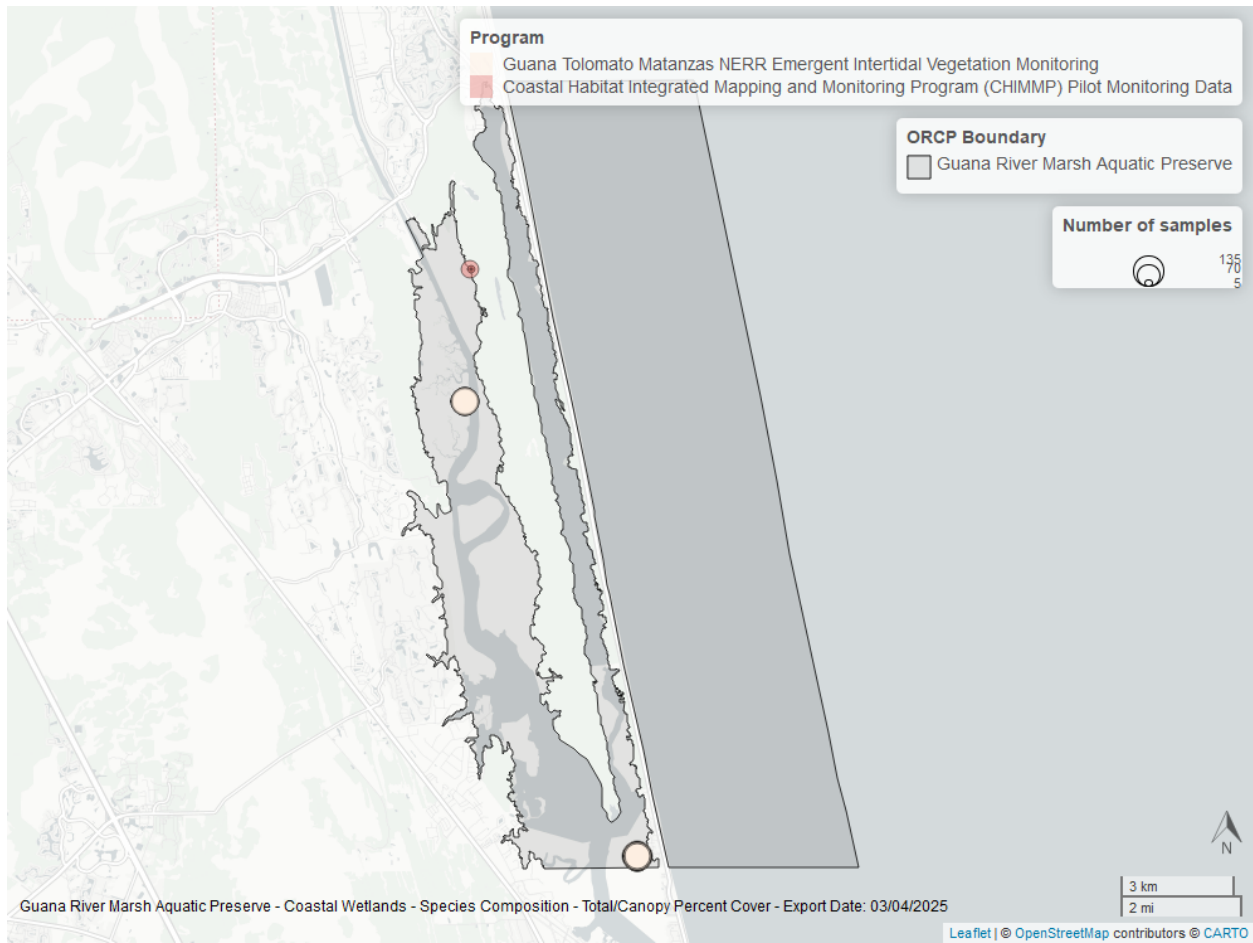 Program
Guana Tolomato Matanzas NERR Emergent Intertidal Vegetation Monitoring
Coastal Habitat Integrated Mapping and Monitoring Program (CHIMMP) Pilot Monitoring Data
ORCP Boundary
Guana River Marsh Aquatic Preserve
Number of samples
135
70
5
N
3 km
2 mi
Guana River Marsh Aquatic Preserve - Coastal Wetlands - Species Composition - Total/Canopy Percent Cover - Export Date: 03/04/2025
Leaflet | © OpenStreetMap contributors © CARTO